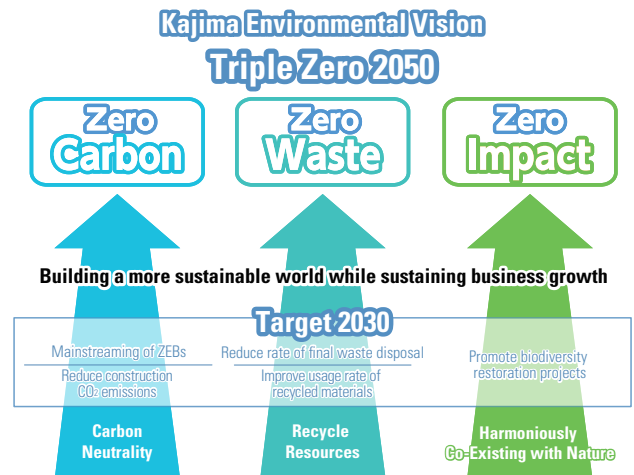 Kajima Environmental Vision
Triple Zero 2050
Zero
Carbon
Zero
Waste
Zero
Impact
Building a more sustainable world while sustaining business growth
Target 2030
Mainstreaming of ZEBs
Reduce construction
CO2 emissions
Reduce rate of final waste disposal
Improve usage rate of
recycled materials
Promote biodiversity
restoration projects
Carbon
Neutrality
Recycle
Resources
Harmoniously
Co-Existing with Nature